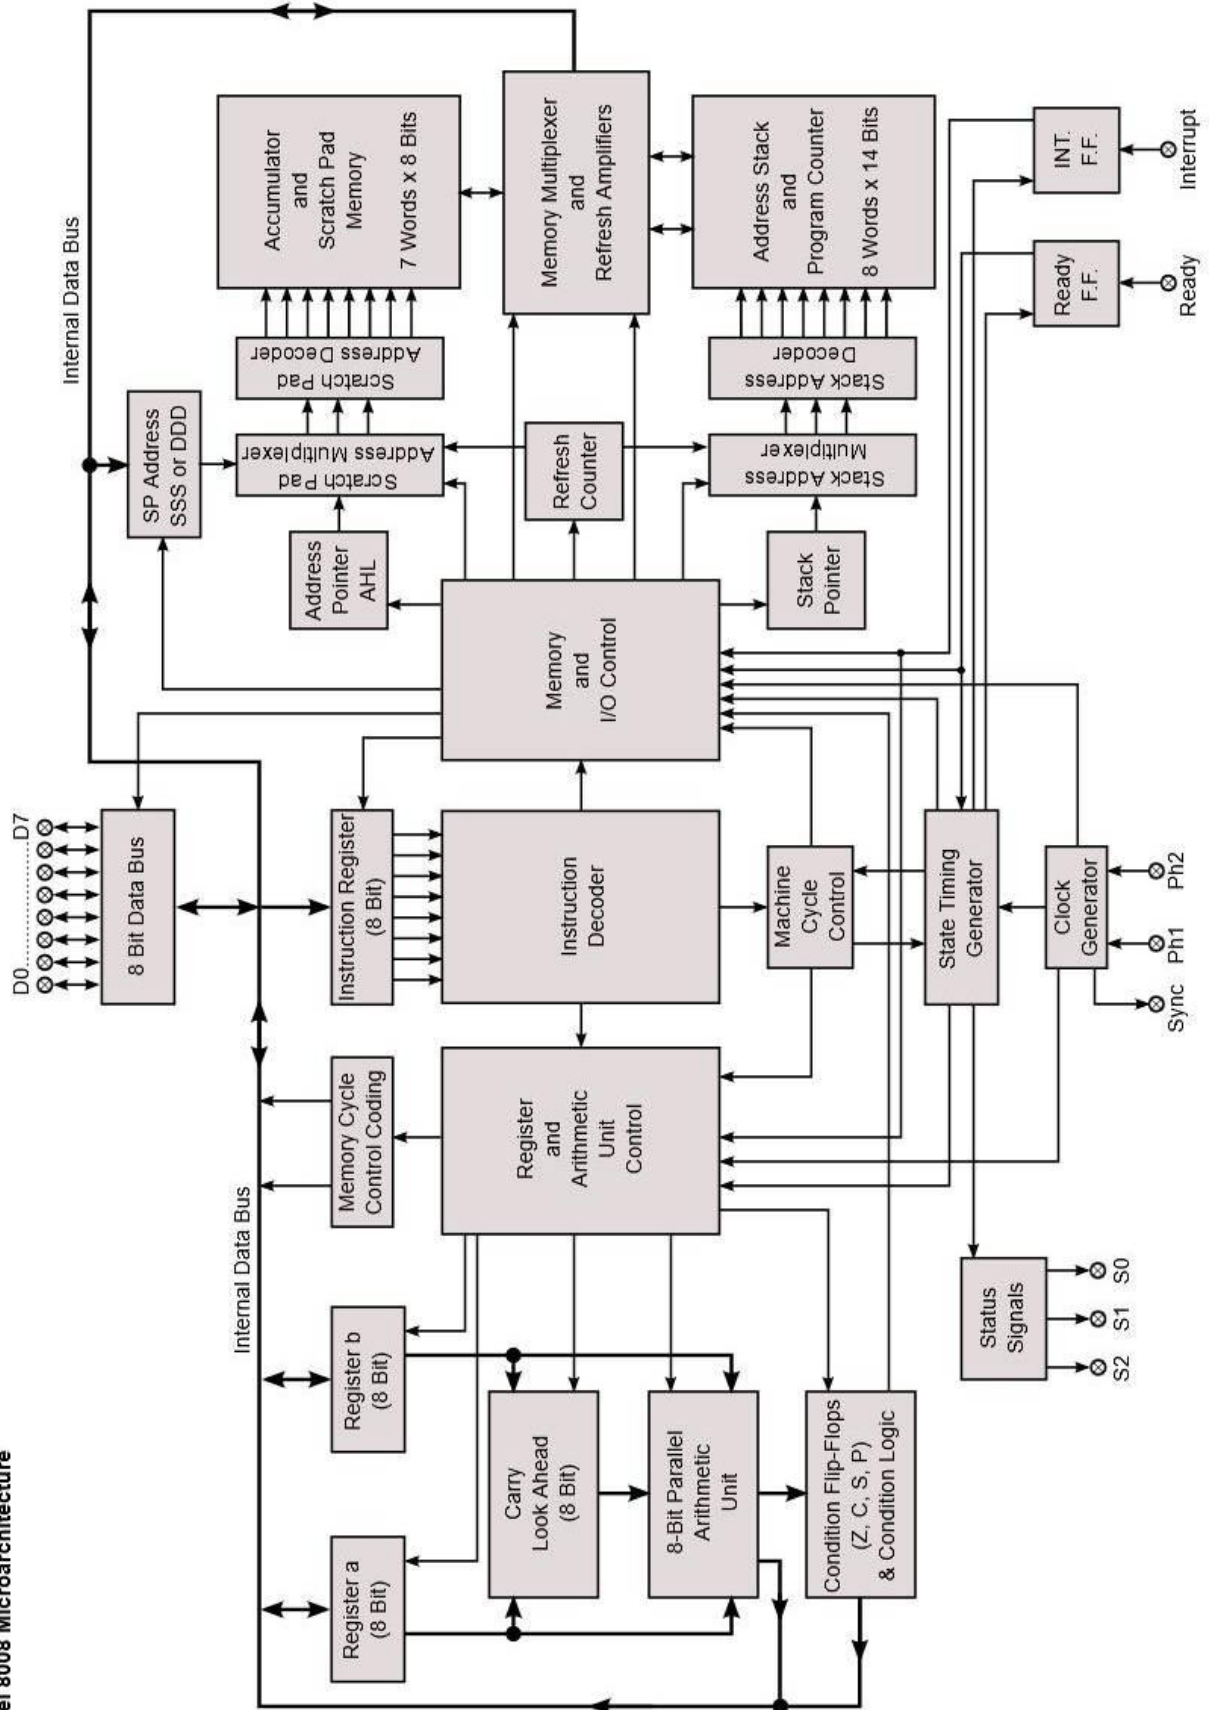 el 8008 Microarchitecture
D0
D7
8 Bit Data Bus
Internal Data Bus
Internal Data Bus
Register a
(8 Bit)
Register b
(8 Bit)
Memory Cycle
Control Coding
Instruction Register
(8 Bit)
SP Address
SSS or DDD
Address
Pointer
AHL
Scratch Pad
Address Multiplexer
Scratch Pad
Address Decoder
Accumulator
and
Scratch Pad
Memory
7 Words x 8 Bits
Carry
Look Ahead
(8 Bit)
8-Bit Parallel
Arithmetic
Unit
Condition Flip-Flops
(Z, C, S, P)
& Condition Logic
Register
and
Arithmetic
Unit
Control
Instruction
Decoder
Memory
and
I/O Control
Refresh
Counter
Memory Multiplexer
and
Refresh Amplifiers
Stack
Pointer
Stack Address
Multiplexer
Stack Address
Decoder
Address Stack
and
Program Counter
8 Words x 14 Bits
Machine
Cycle
Control
State Timing
Generator
Clock
Generator
Status
Signals
S2
S1
S0
Sync
Ph1
Ph2
Ready
F.F.
Ready
INT.
F.F.
Interrupt